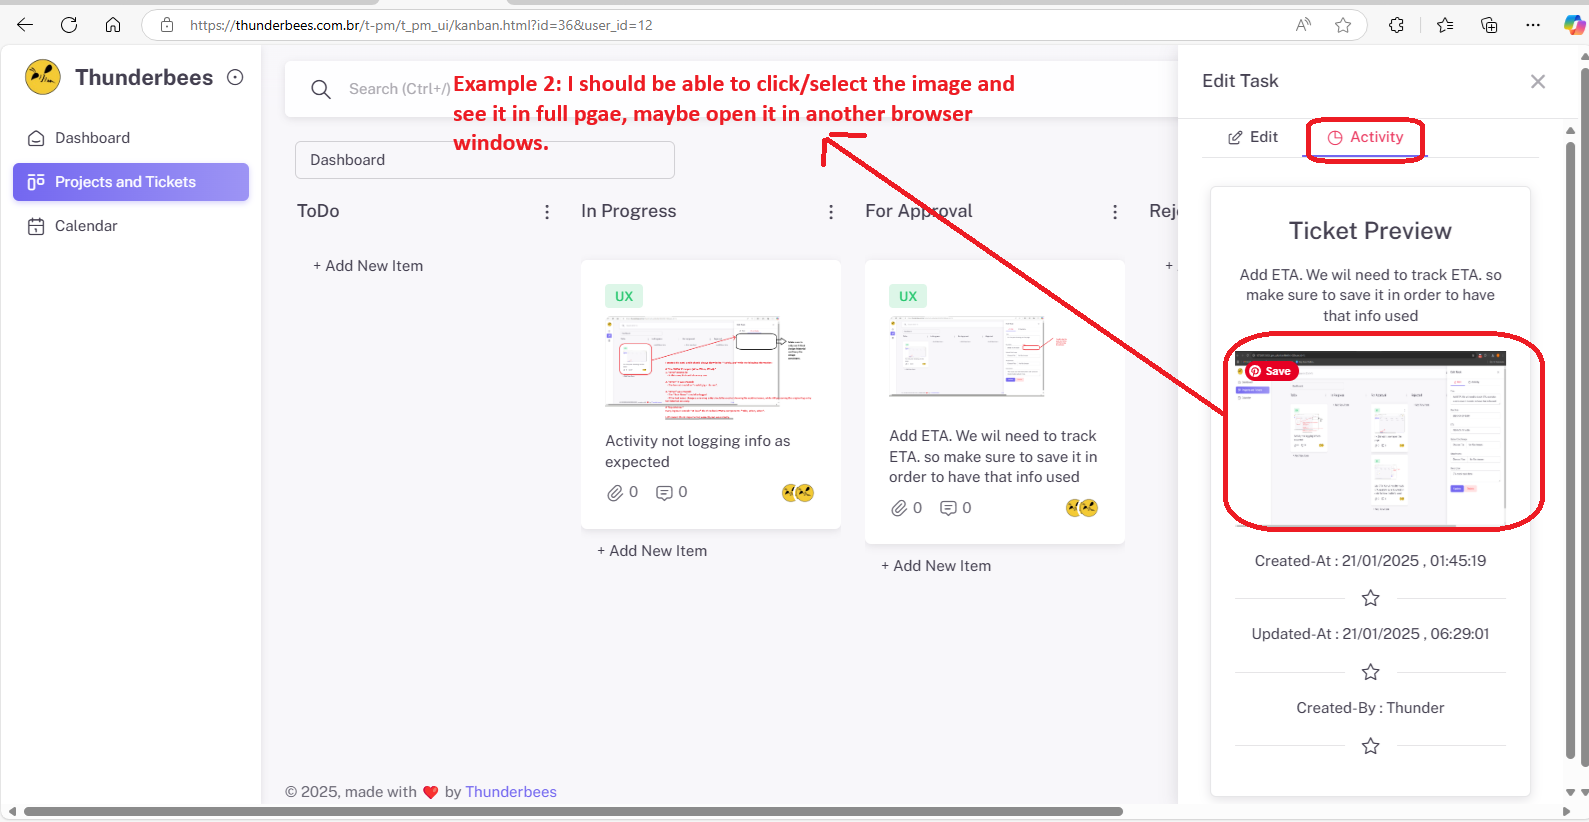 https://thunderbees.com.br/t-pm/t_pm_ui/kanban.html?id=36&user_id=12
Thunderbees
Dashboard
Projects and Tickets
Calendar
Search (Ctrl+/)
Example 2: I should be able to click/select the image and
see it in full pgae, maybe open it in another browser
windows.
Dashboard
ToDo
+ Add New Item
In Progress
UX
Activity not logging info as
expected
0 0
+ Add New Item
For Approval
UX
Add ETA. We wil need to track
ETA. so make sure to save it in
order to have that info used
0 0
+ Add New Item
Reje
+
Edit Task
Edit Activity
Ticket Preview
Add ETA. We wil need to track ETA. so
make sure to save it in order to have
that info used
Save
Created-At : 21/01/2025 , 01:45:19
Updated-At : 21/01/2025 , 06:29:01
Created-By : Thunder
© 2025, made with ❤️ by Thunderbees